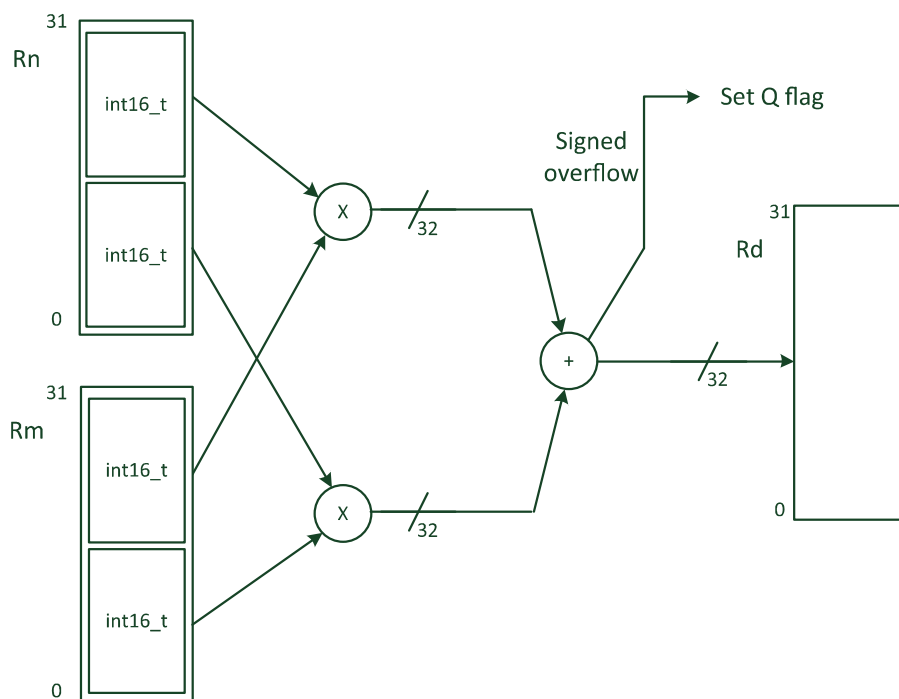 31
Rn
int16_t
int16_t
0
31
Rm
int16_t
int16_t
0
X
32
X
32
+
Signed
overflow
Set Q flag
32
31
Rd
0